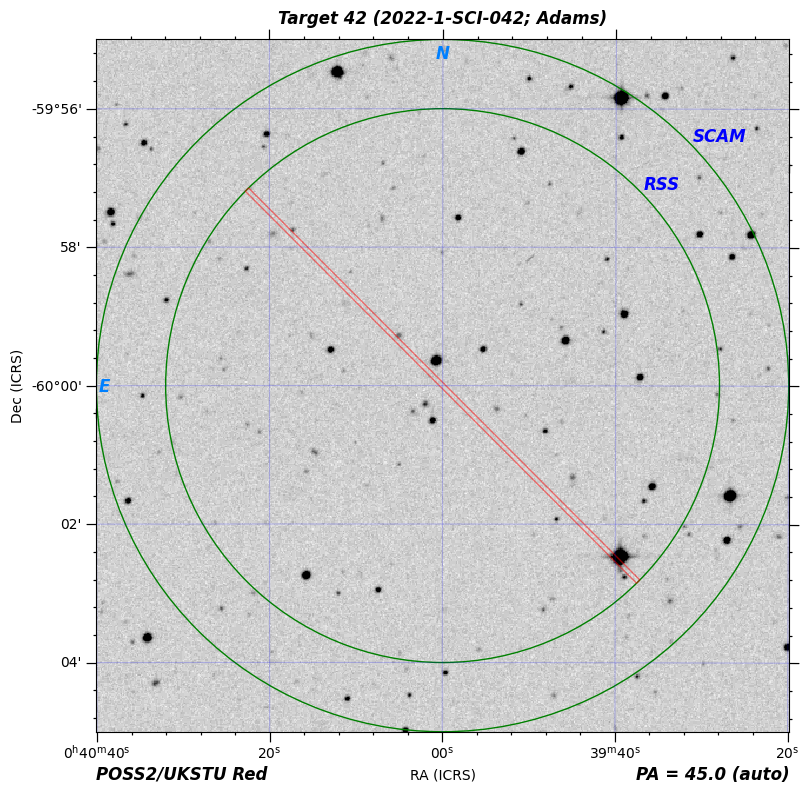 Target 42 (2022-1-SCI-042; Adams)
N
-59°56'
SCAM
RSS
58'
Dec (ICRS)
-60°00'
E
02'
04'
0ʰ40ᵐ40ˢ 20ˢ 00ˢ 39ᵐ40ˢ 20ˢ
POSS2/UKSTU Red RA (ICRS) PA = 45.0 (auto)